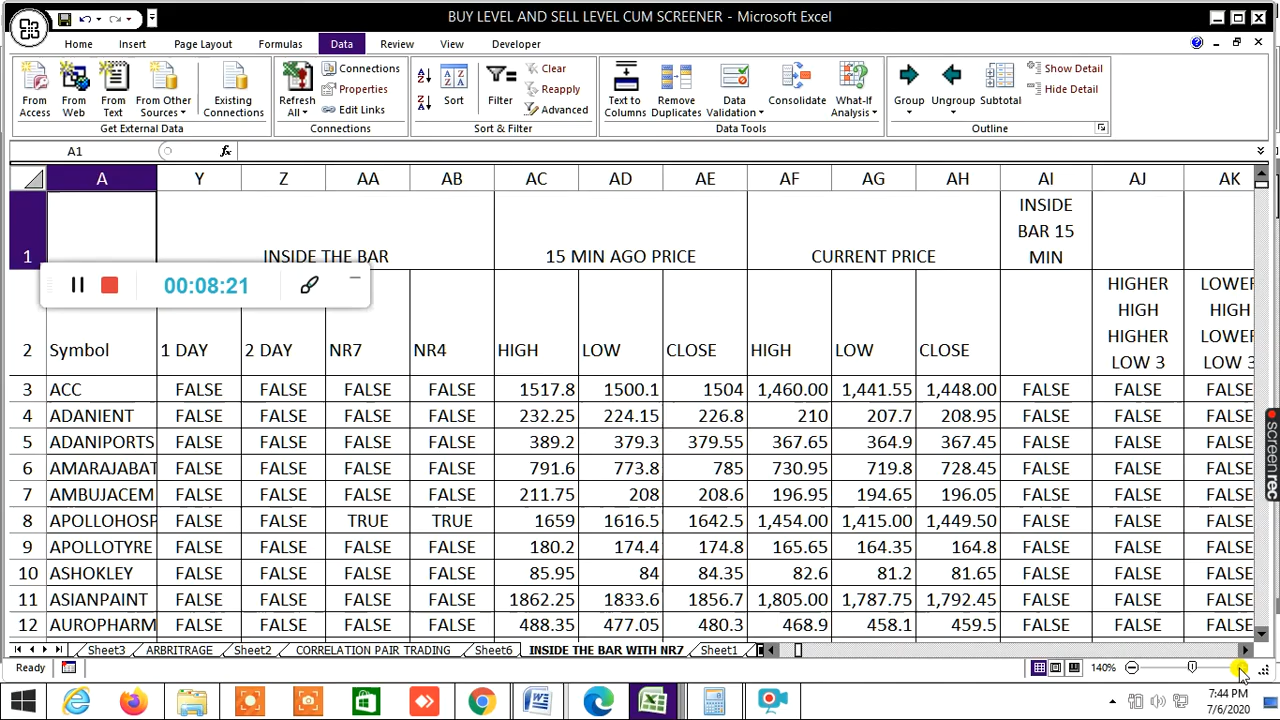 BUY LEVEL AND SELL LEVEL CUM SCREENER - Microsoft Excel
Home Insert Page Layout Formulas Data Review View Developer
From Access From Web From Text From Other Sources Existing Connections
Get External Data
Refresh All Connections Properties Edit Links
Connections
Sort Filter Clear Reapply Advanced
Sort & Filter
Text to Columns Remove Duplicates Data Validation Consolidate What-If Analysis
Data Tools
Group Ungroup Subtotal Show Detail Hide Detail
Outline
A1 fx
A Y Z AA AB AC AD AE AF AG AH AI AJ AK
1 INSIDE THE BAR 15 MIN AGO PRICE CURRENT PRICE INSIDE BAR 15 MIN
00:08:21
2 Symbol 1 DAY 2 DAY NR7 NR4 HIGH LOW CLOSE HIGH LOW CLOSE HIGHER HIGH HIGHER LOW 3 LOWER HIGH LOWER LOW 3
3 ACC FALSE FALSE FALSE FALSE 1517.8 1500.1 1504 1,460.00 1,441.55 1,448.00 FALSE FALSE FALSE
4 ADANIENT FALSE FALSE FALSE FALSE 232.25 224.15 226.8 210 207.7 208.95 FALSE FALSE FALSE
5 ADANIPORTS FALSE FALSE FALSE FALSE 389.2 379.3 379.55 367.65 364.9 367.45 FALSE FALSE FALSE
6 AMARAJABAT FALSE FALSE FALSE FALSE 791.6 773.8 785 730.95 719.8 728.45 FALSE FALSE FALSE
7 AMBUJACEM FALSE FALSE FALSE FALSE 211.75 208 208.6 196.95 194.65 196.05 FALSE FALSE FALSE
8 APOLLOHOSP FALSE FALSE TRUE TRUE 1659 1616.5 1642.5 1,454.00 1,415.00 1,449.50 FALSE FALSE FALSE
9 APOLLOTYRE FALSE FALSE FALSE FALSE 180.2 174.4 174.8 165.65 164.35 164.8 FALSE FALSE FALSE
10 ASHOKLEY FALSE FALSE FALSE FALSE 85.95 84 84.35 82.6 81.2 81.65 FALSE FALSE FALSE
11 ASIANPAINT FALSE FALSE FALSE FALSE 1862.25 1833.6 1856.7 1,805.00 1,787.75 1,792.45 FALSE FALSE FALSE
12 AUROPHARM FALSE FALSE FALSE FALSE 488.35 477.05 480.3 468.9 458.1 459.5 FALSE FALSE FALSE
Sheet3 ARBRITRAGE Sheet2 CORRELATION PAIR TRADING Sheet6 INSIDE THE BAR WITH NR7 Sheet1
Ready 140%
7:44 PM
7/6/2020
screenrec